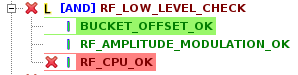 L [AND] RF_LOW_LEVEL_CHECK
BUCKET_OFFSET_OK
RF_AMPLITUDE_MODULATION_OK
RF_CPU_OK